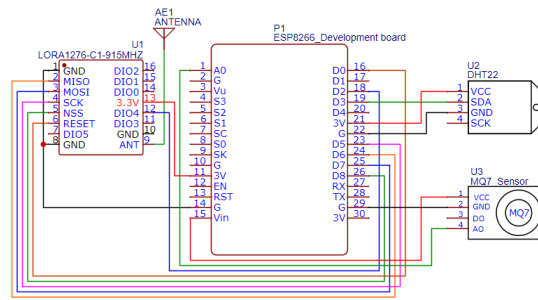 AE1
ANTENNA
P1
ESP8266_Development board
U1
LORA1276-C1-915MHZ
1 GND DIO2 16
2 MISO DIO1 15
3 MOSI DIO0 14
4 SCK 3.3V 13
5 NSS DIO4 12
6 RESET DIO3 11
7 DIO5 GND 10
8 GND ANT 9
1 A0 D0 16
2 G D1 17
3 Vu D2 18
4 S3 D3 19
5 S2 D4 20
6 S1 3V 21
7 SC G 22
8 S0 D5 23
9 SK D6 24
10 G D7 25
11 3V D8 26
12 EN RX 27
13 RST TX 28
14 G G 29
15 Vin 3V 30
U2
DHT22
1 VCC
2 SDA
3 GND
4 SCK
U3
MQ7_Sensor
1 VCC
2 GND
3 DO
4 AO
MQ7